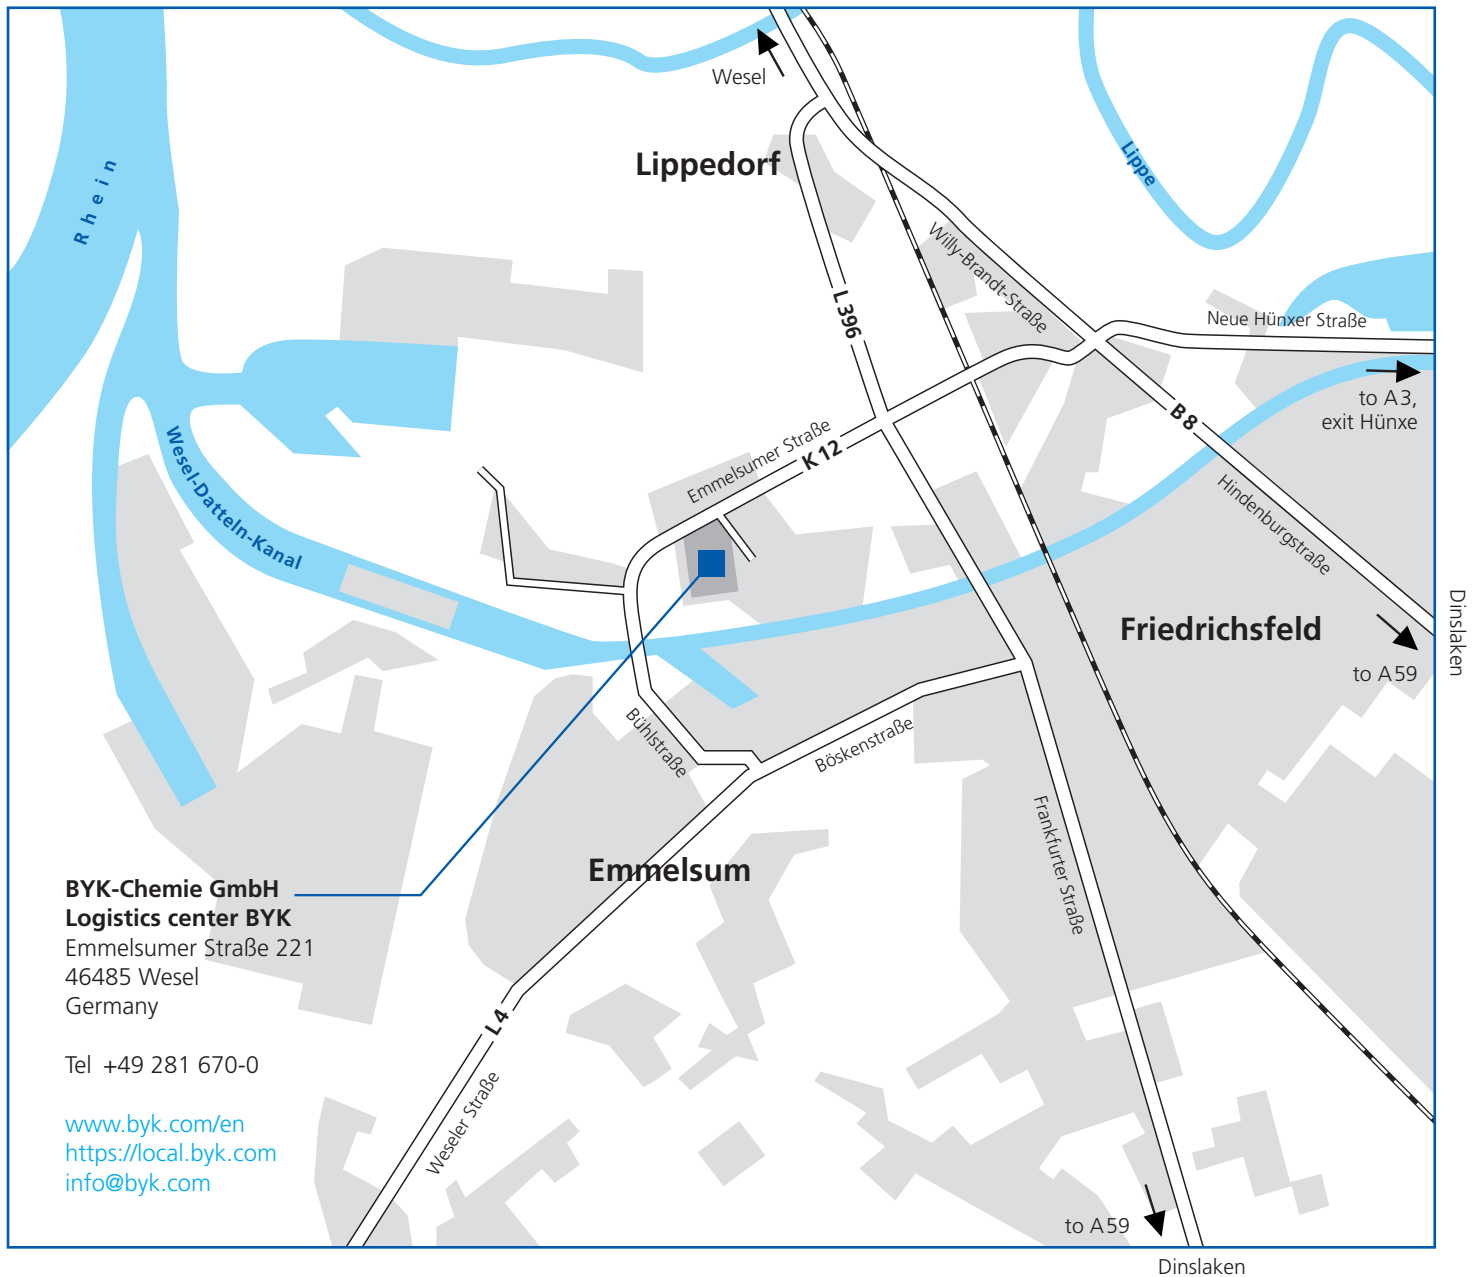 Wesel
Lippedorf
Rhein
Lippe
Willy-Brandt-Straße
L 396
Neue Hünxer Straße
to A 3,
exit Hünxe
B 8
Emmelsumer Straße
K 12
Wesel-Datteln-Kanal
Hindenburgstraße
Friedrichsfeld
Dinslaken
to A 59
Bühlstraße
Böskenstraße
Frankfurter Straße
Emmelsum
BYK-Chemie GmbH
Logistics center BYK
Emmelsumer Straße 221
46485 Wesel
Germany
Tel +49 281 670-0
www.byk.com/en
https://local.byk.com
info@byk.com
L 4
Weseler Straße
to A 59
Dinslaken